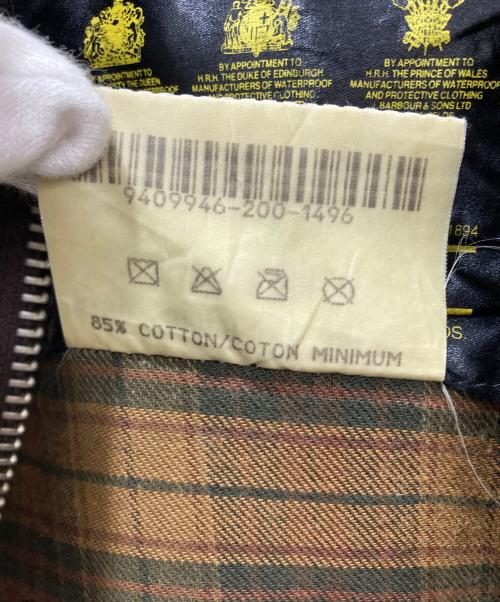 BY APPOINTMENT TO
THE QUEEN
BY APPOINTMENT TO
H.R.H. THE DUKE OF EDINBURGH
MANUFACTURERS OF WATERPROOF
AND PROTECTIVE CLOTHING
BY APPOINTMENT TO
H.R.H. THE PRINCE OF WALES
MANUFACTURERS OF WATERPROOF
AND PROTECTIVE CLOTHING
J.BARBOUR & SONS LTD
1894
9409946-200-1496
85% COTTON/COTON MINIMUM